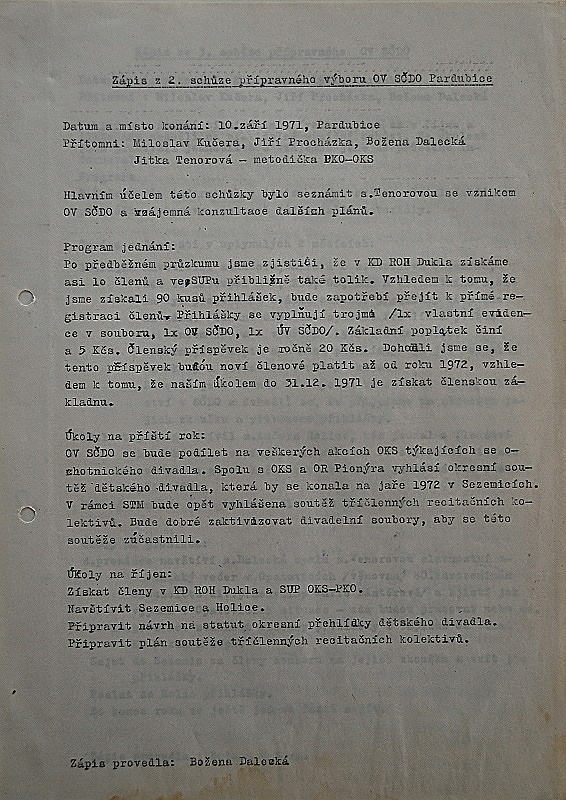 Zápis z 2. schůze přípravného výboru OV SČDO Pardubice
Datum a místo konání: 10.září 1971, Pardubice
Přítomni: Miloslav Kučera, Jiří Procházka, Božena Dalecká
Jitka Tenorová - metodička PKO-OKS
Hlavním účelem této schůzky bylo seznámit s.Tenorovou se vznikem
OV SČDO a vzájemná konzultace dalších plánů.
Program jednání:
Po předběžném průzkumu jsme zjistili, že v KD ROH Dukla získáme
asi lo členů a ve SUPu přibližně také tolik. Vzhledem k tomu, že
jsme získali 90 kusů přihlášek, bude zapotřebí přejít k přímé re-
gistraci členů. Přihlášky se vyplňují trojmo /1x vlastní eviden-
ce v souboru, 1x OV SČDO, 1x ÚV SČDO/. Základní poplatek činí
a 5 Kčs. Členský příspěvek je ročně 20 Kčs. Dohodli jsme se, že
tento příspěvek budou noví členové platit až od roku 1972, vzhle-
dem k tomu, že naším úkolem do 31.12. 1971 je získat členskou zá-
kladnu.
Úkoly na příští rok:
OV SČDO se bude podílet na veškerých akcích OKS týkajících se o-
chotnického divadla. Spolu s OKS a OR Pionýra vyhlásí okresní sou-
těž dětského divadla, která by se konala na jaře 1972 v Sezemicích.
V rámci STM bude opět vyhlášena soutěž tříčlenných recitačních ko-
lektivů. Bude dobré zaktivizovat divadelní soubory, aby se této
soutěže zúčastnili.
Úkoly na říjen:
Získat členy v KD ROH Dukla a SUP OKS-PKO.
Navštívit Sezemice a Holice.
Připravit návrh na statut okresní přehlídky dětského divadla.
Připravit plán soutěže tříčlenných recitačních kolektivů.
Zápis provedla: Božena Dalecká